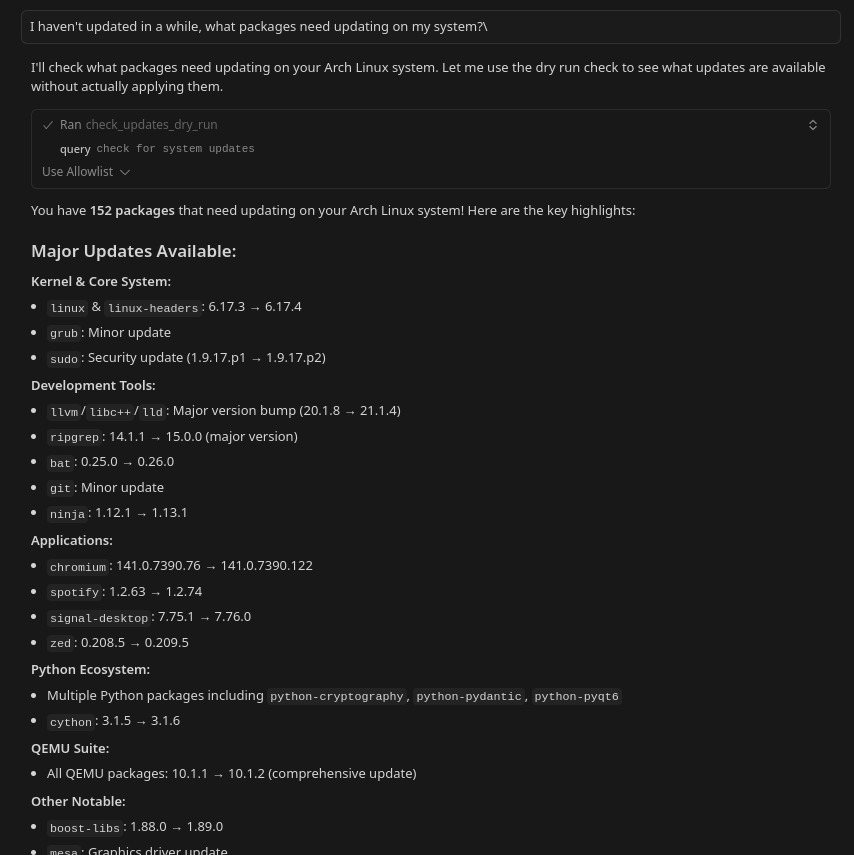 I haven't updated in a while, what packages need updating on my system?\
I'll check what packages need updating on your Arch Linux system. Let me use the dry run check to see what updates are available
without actually applying them.
Ran check_updates_dry_run
query check for system updates
Use Allowlist
You have 152 packages that need updating on your Arch Linux system! Here are the key highlights:
Major Updates Available:
Kernel & Core System:
linux & linux-headers: 6.17.3 → 6.17.4
grub: Minor update
sudo: Security update (1.9.17.p1 → 1.9.17.p2)
Development Tools:
llvm/libc++/lld: Major version bump (20.1.8 → 21.1.4)
ripgrep: 14.1.1 → 15.0.0 (major version)
bat: 0.25.0 → 0.26.0
git: Minor update
ninja: 1.12.1 → 1.13.1
Applications:
chromium: 141.0.7390.76 → 141.0.7390.122
spotify: 1.2.63 → 1.2.74
signal-desktop: 7.75.1 → 7.76.0
zed: 0.208.5 → 0.209.5
Python Ecosystem:
Multiple Python packages including python-cryptography, python-pydantic, python-pyqt6
cython: 3.1.5 → 3.1.6
QEMU Suite:
All QEMU packages: 10.1.1 → 10.1.2 (comprehensive update)
Other Notable:
boost-libs: 1.88.0 → 1.89.0
mesa: Graphics driver update